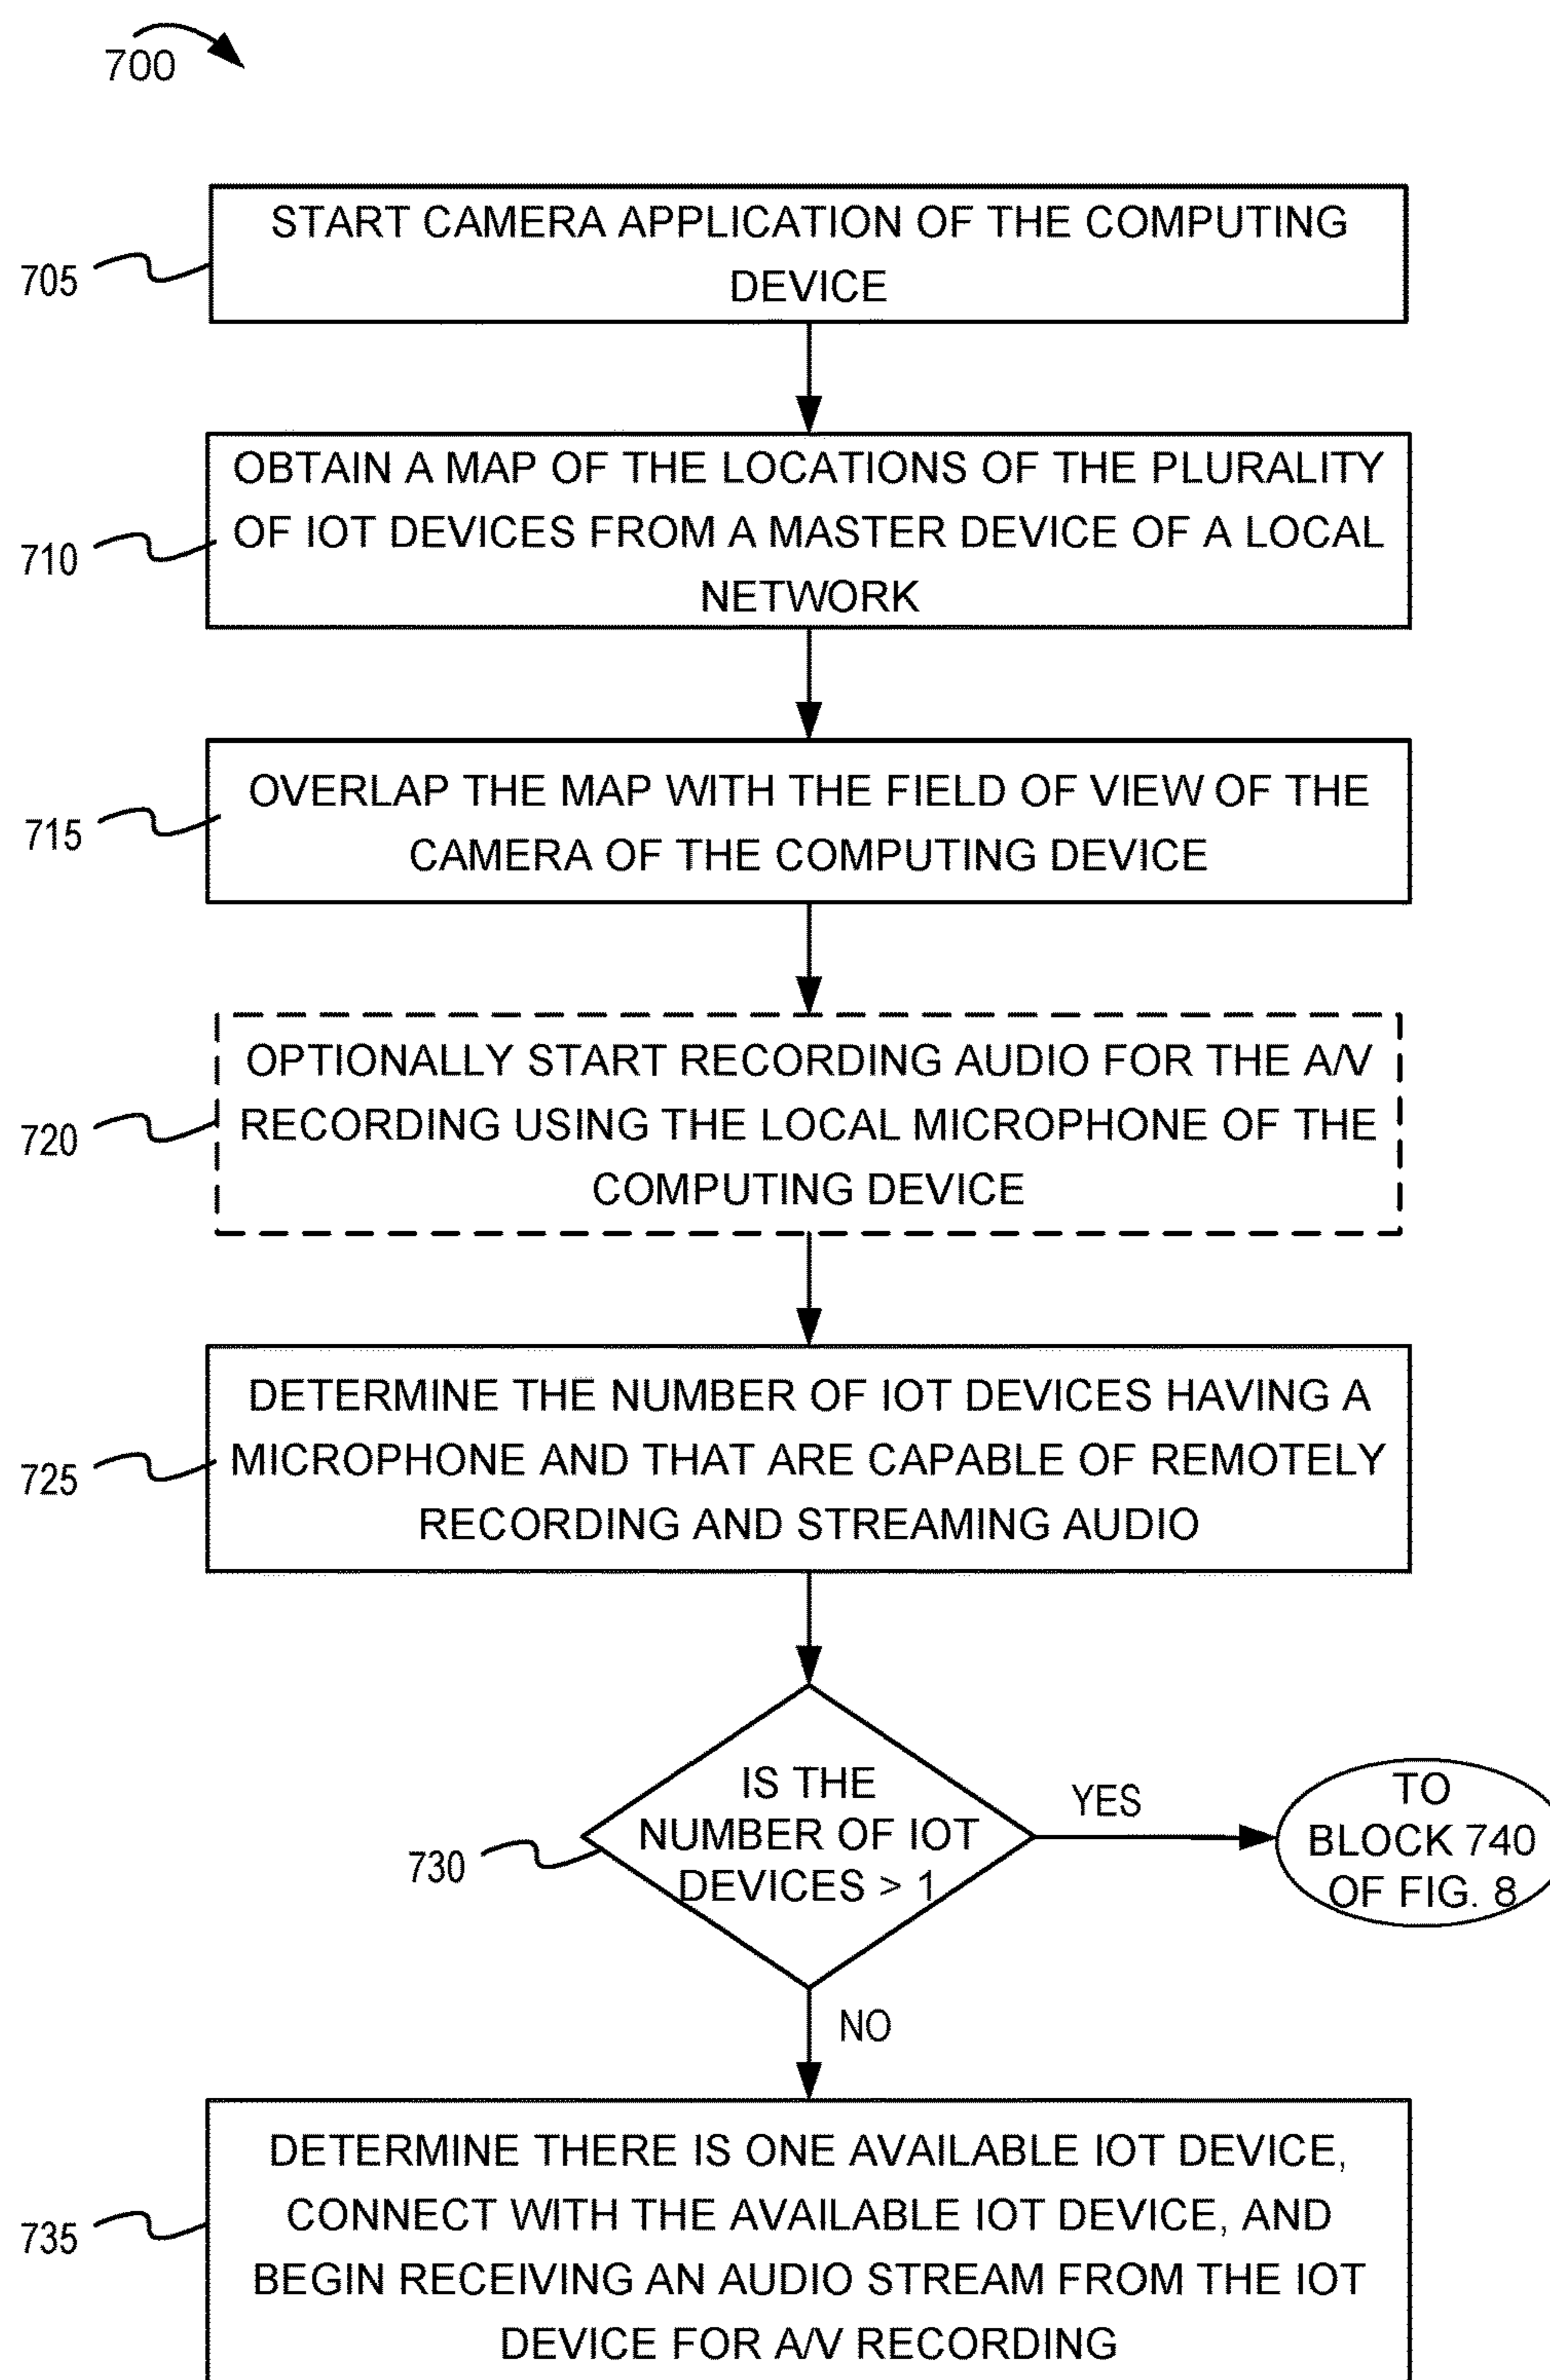 700
START CAMERA APPLICATION OF THE COMPUTING
DEVICE
705
OBTAIN A MAP OF THE LOCATIONS OF THE PLURALITY
OF IOT DEVICES FROM A MASTER DEVICE OF A LOCAL
NETWORK
710
OVERLAP THE MAP WITH THE FIELD OF VIEW OF THE
CAMERA OF THE COMPUTING DEVICE
715
OPTIONALLY START RECORDING AUDIO FOR THE A/V
RECORDING USING THE LOCAL MICROPHONE OF THE
COMPUTING DEVICE
720
DETERMINE THE NUMBER OF IOT DEVICES HAVING A
MICROPHONE AND THAT ARE CAPABLE OF REMOTELY
RECORDING AND STREAMING AUDIO
725
IS THE
NUMBER OF IOT
DEVICES > 1
730
YES
TO
BLOCK 740
OF FIG. 8
NO
DETERMINE THERE IS ONE AVAILABLE IOT DEVICE,
CONNECT WITH THE AVAILABLE IOT DEVICE, AND
BEGIN RECEIVING AN AUDIO STREAM FROM THE IOT
DEVICE FOR A/V RECORDING
735